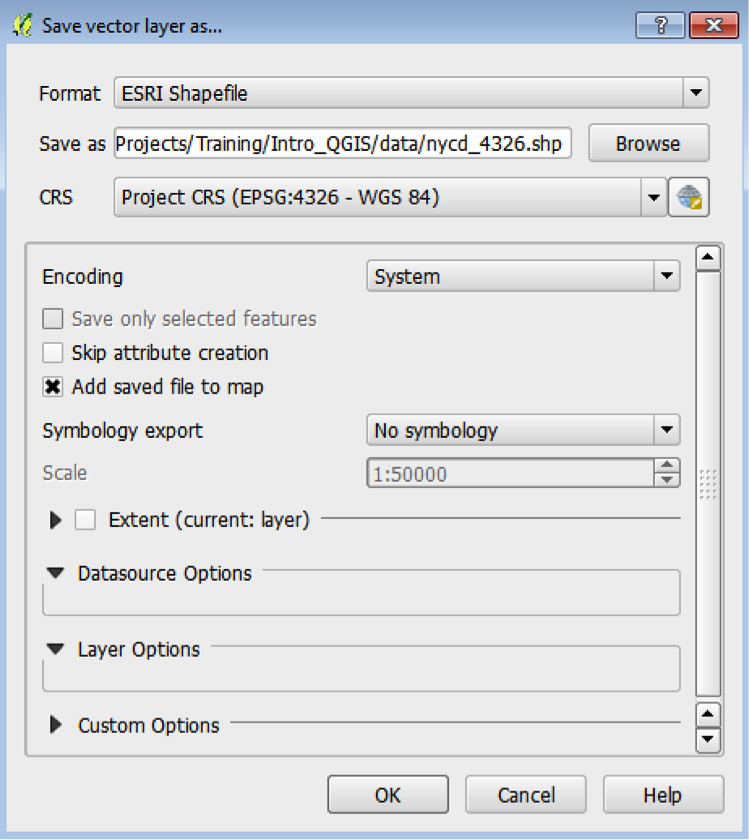 Save vector layer as...
Format ESRI Shapefile
Save as Projects/Training/Intro_QGIS/data/nycd_4326.shp Browse
CRS Project CRS (EPSG:4326 - WGS 84)
Encoding System
Save only selected features
Skip attribute creation
Add saved file to map
Symbology export No symbology
Scale 1:50000
Extent (current: layer)
Datasource Options
Layer Options
Custom Options
OK Cancel Help